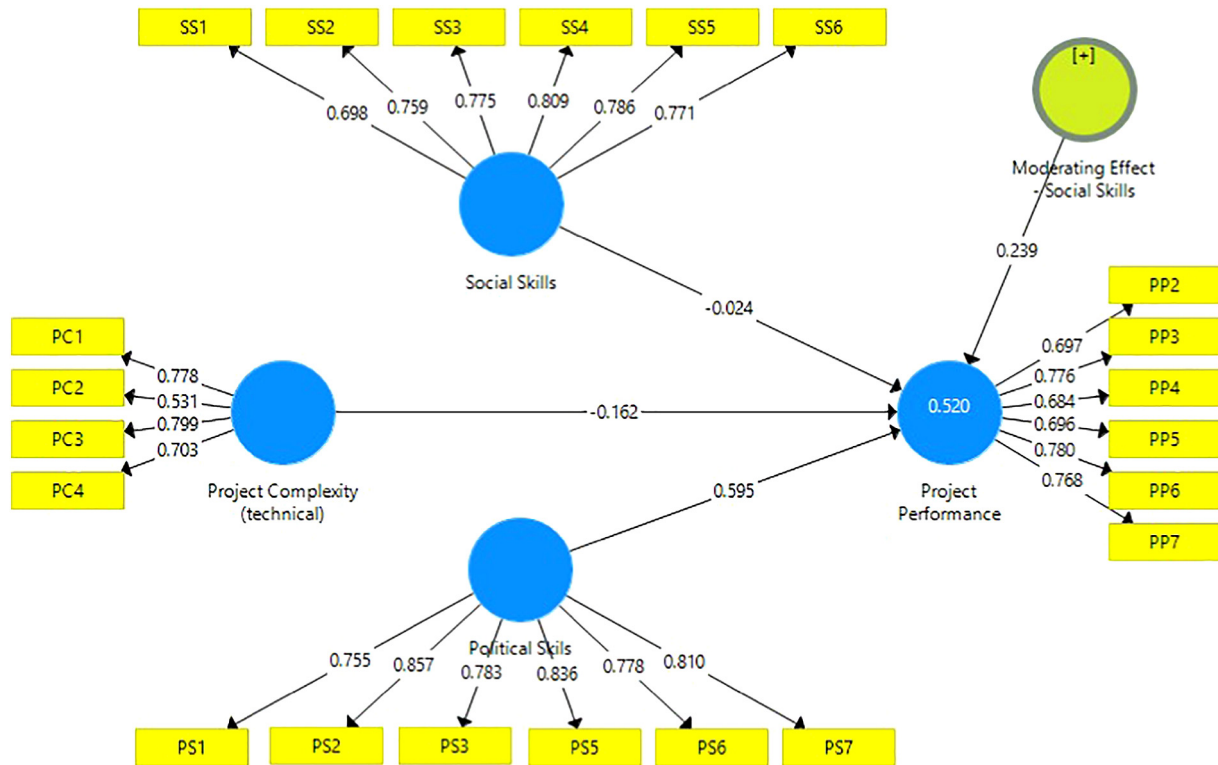 SS1 SS2 SS3 SS4 SS5 SS6
[+]
0.698 0.759 0.775 0.809 0.786 0.771
Moderating Effect
- Social Skills
Social Skills
0.239
-0.024
PP2
PC1
0.697
PP3
0.778
0.776
PC2
0.531
-0.162
0.520
0.684
PP4
PC3
0.799
0.696
PP5
0.703
0.780
PC4
0.768
Project Complexity
(technical)
0.595
Project
Performance
PP6
PP7
Political Skils
0.755 0.857 0.783 0.836 0.778 0.810
PS1 PS2 PS3 PS5 PS6 PS7